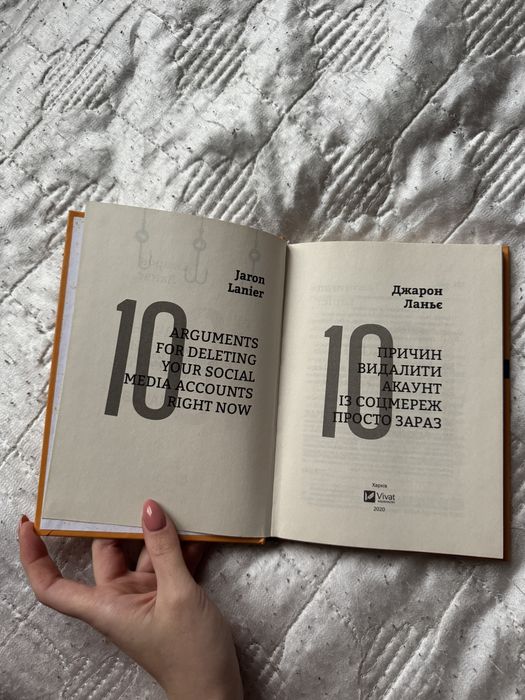 Jaron
Lanier
10
ARGUMENTS
FOR DELETING
YOUR SOCIAL
MEDIA ACCOUNTS
RIGHT NOW
Джарон
Ланьє
10
ПРИЧИН
ВИДАЛИТИ
АКАУНТ
ІЗ СОЦМЕРЕЖ
ПРОСТО ЗАРАЗ
Харків
Vivat
2020